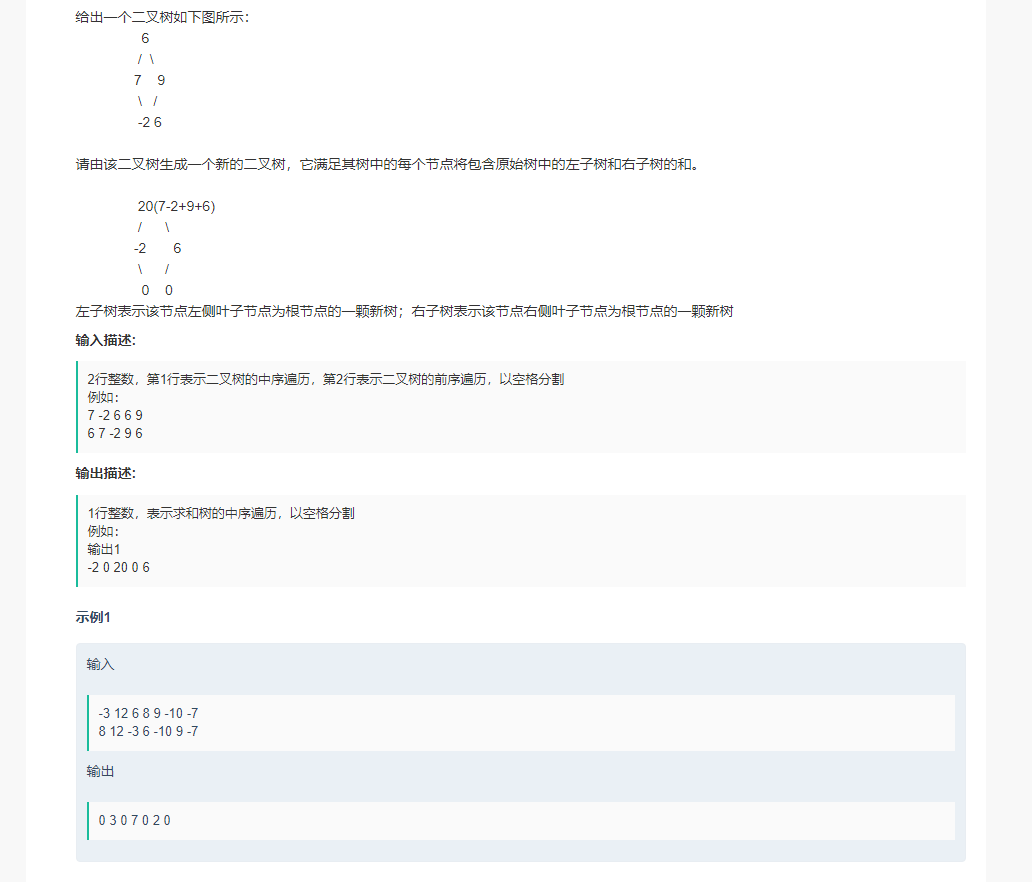 给出一个二叉树如下图所示：
6
/ \
7 9
\ /
-2 6
请由该二叉树生成一个新的二叉树，它满足其树中的每个节点将包含原始树中的左子树和右子树的和。
20(7-2+9+6)
/ \
-2 6
\ /
0 0
左子树表示该节点左侧叶子节点为根节点的一颗新树；右子树表示该节点右侧叶子节点为根节点的一颗新树
输入描述:
2行整数，第1行表示二叉树的中序遍历，第2行表示二叉树的前序遍历，以空格分割
例如：
7 -2 6 6 9
6 7 -2 9 6
输出描述:
1行整数，表示求和树的中序遍历，以空格分割
例如：
输出1
-2 0 20 0 6
示例1
输入
-3 12 6 8 9 -10 -7
8 12 -3 6 -10 9 -7
输出
0 3 0 7 0 2 0